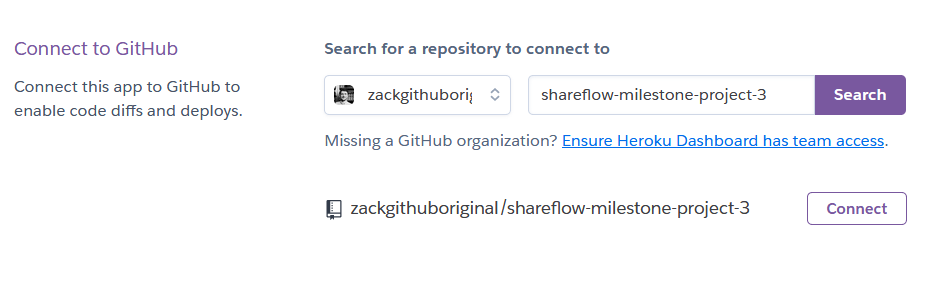 Connect to GitHub
Connect this app to GitHub to
enable code diffs and deploys.
Search for a repository to connect to
zackgithuborig
shareflow-milestone-project-3
Search
Missing a GitHub organization? Ensure Heroku Dashboard has team access.
zackgithuboriginal/shareflow-milestone-project-3
Connect